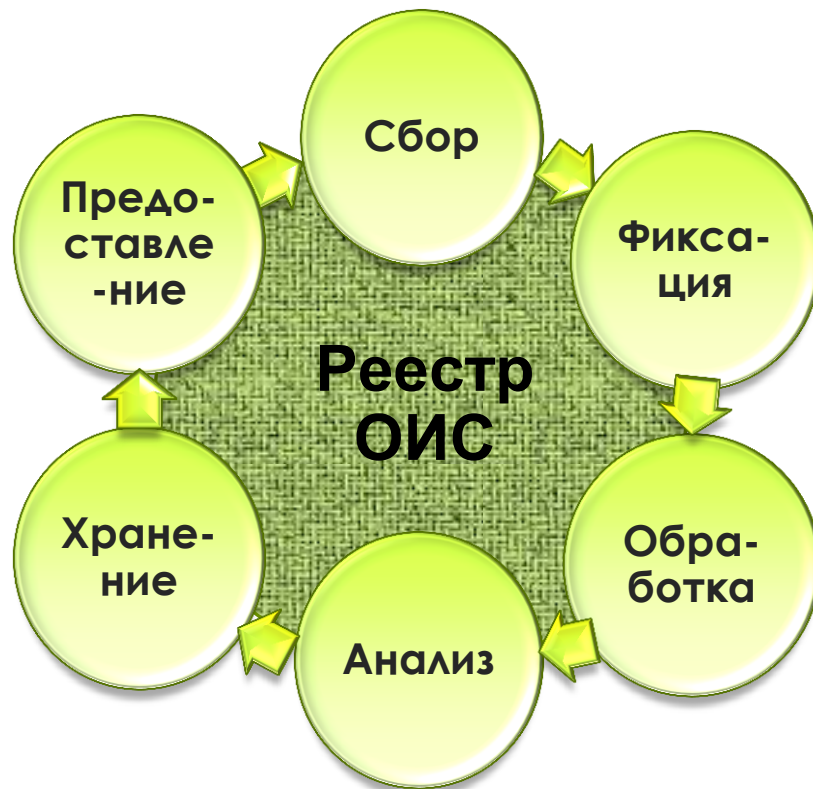 Сбор
Фикса-
ция
Обра-
ботка
Анализ
Хране-
ние
Предо-
ставле
-ние
Реестр
ОИС